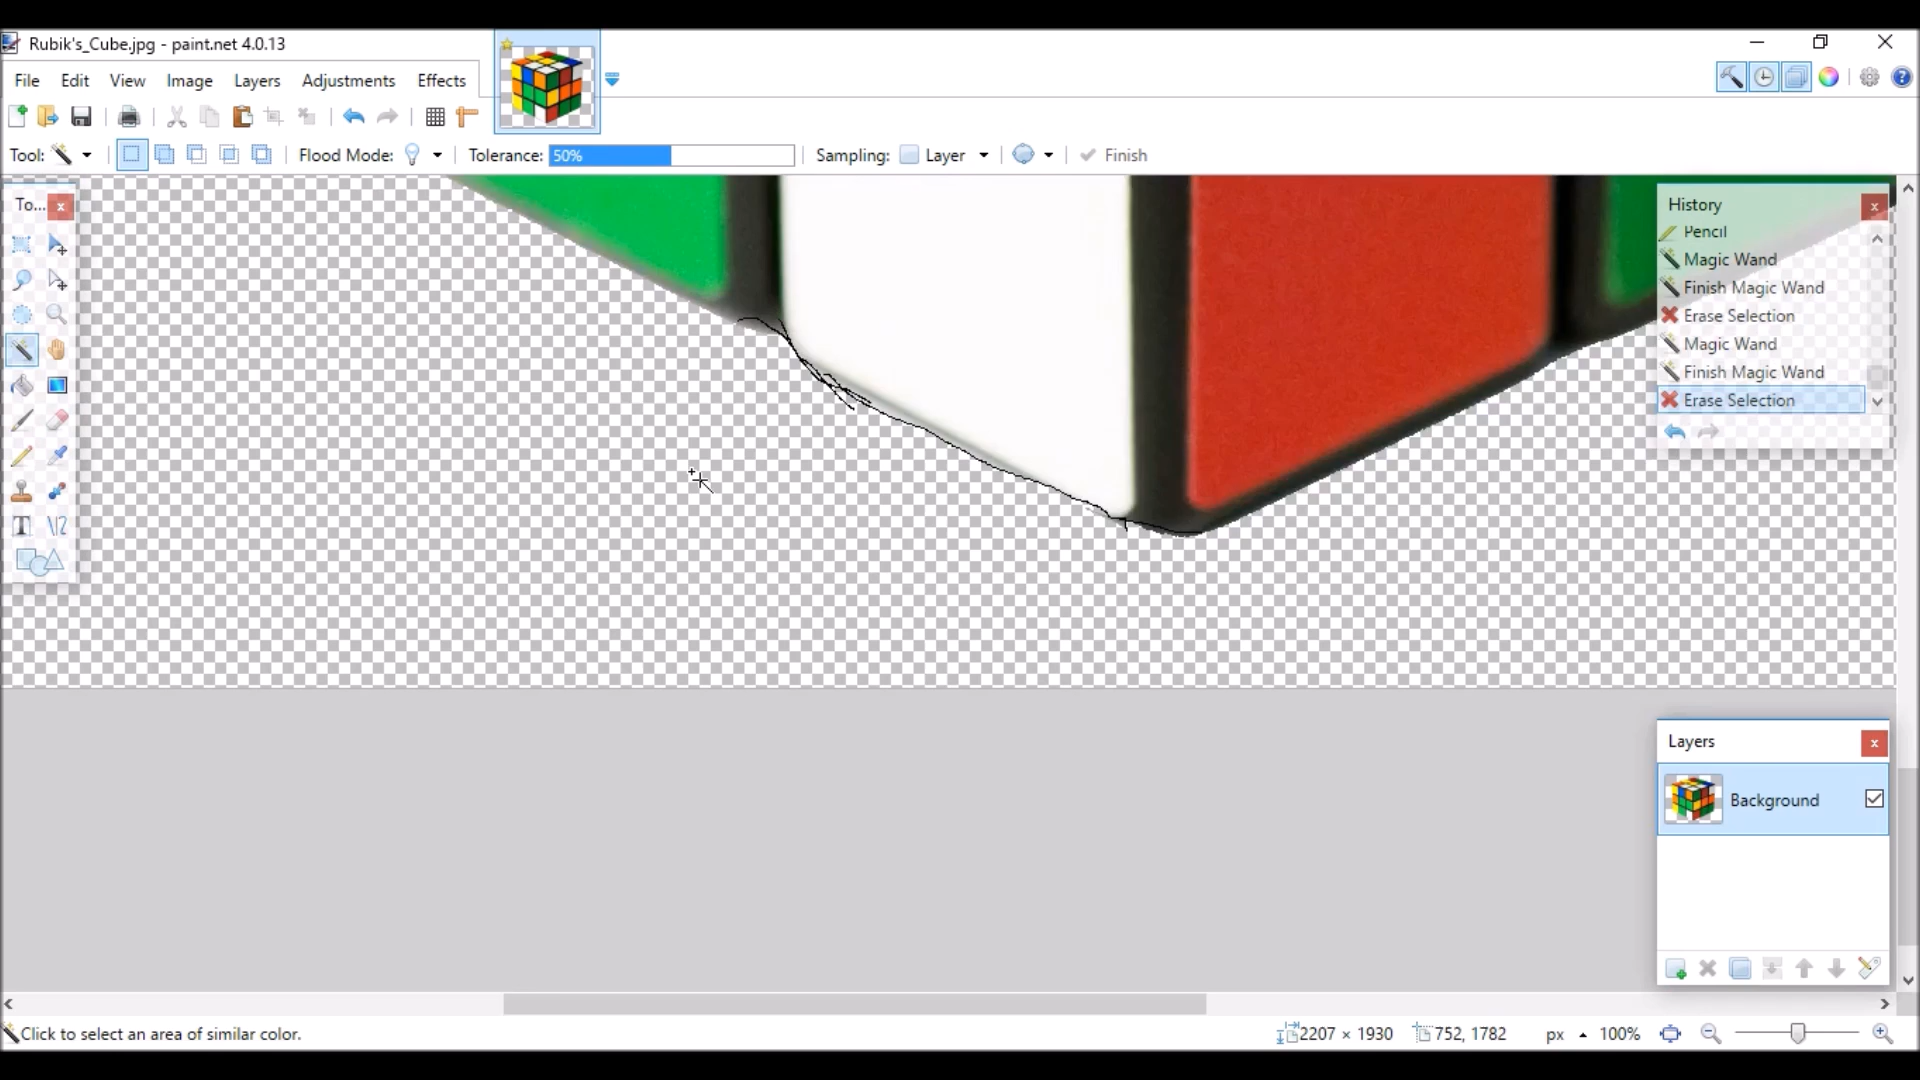 Rubik's_Cube.jpg - paint.net 4.0.13
File Edit View Image Layers Adjustments Effects
Tool: Tolerance: 50% Sampling: Layer Finish
Flood Mode:
To...
History
Pencil
Magic Wand
Finish Magic Wand
Erase Selection
Magic Wand
Finish Magic Wand
Erase Selection
Layers
Background
Click to select an area of similar color.
2207 × 1930 752, 1782 px 100%